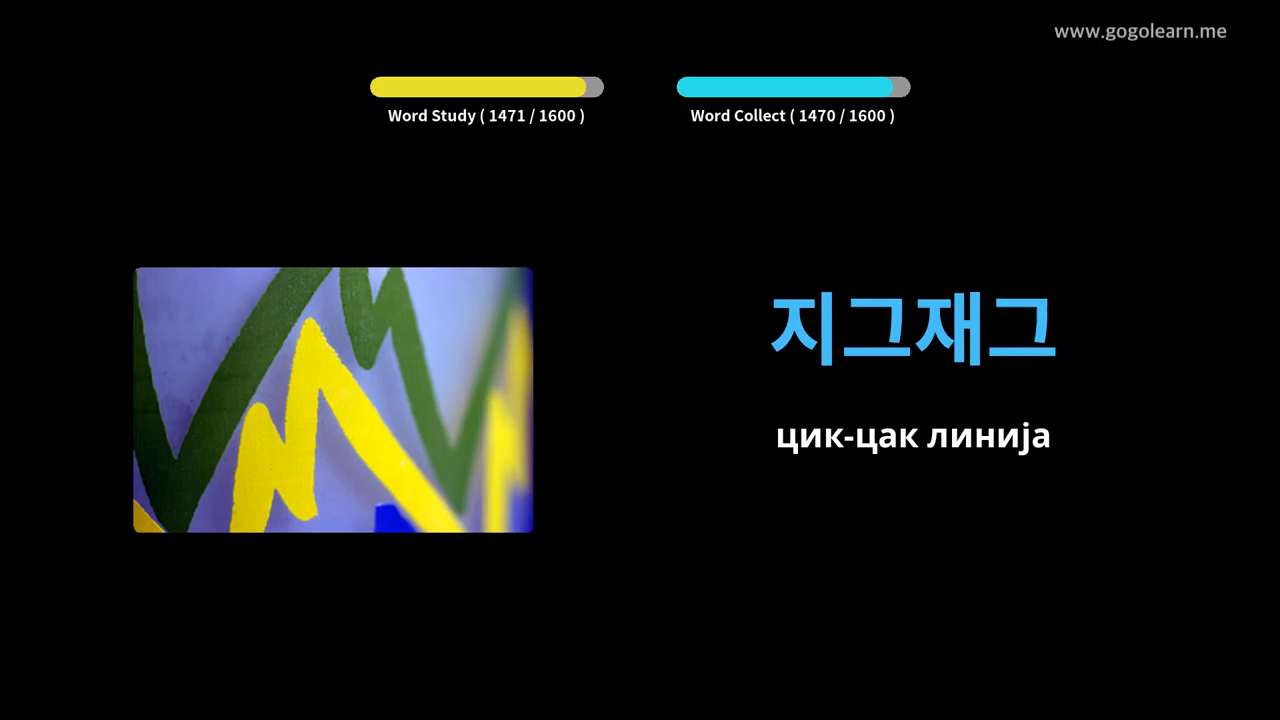 www.gogolearn.me
Word Study ( 1471 / 1600 )
Word Collect ( 1470 / 1600 )
지그재그
цик-цак линија